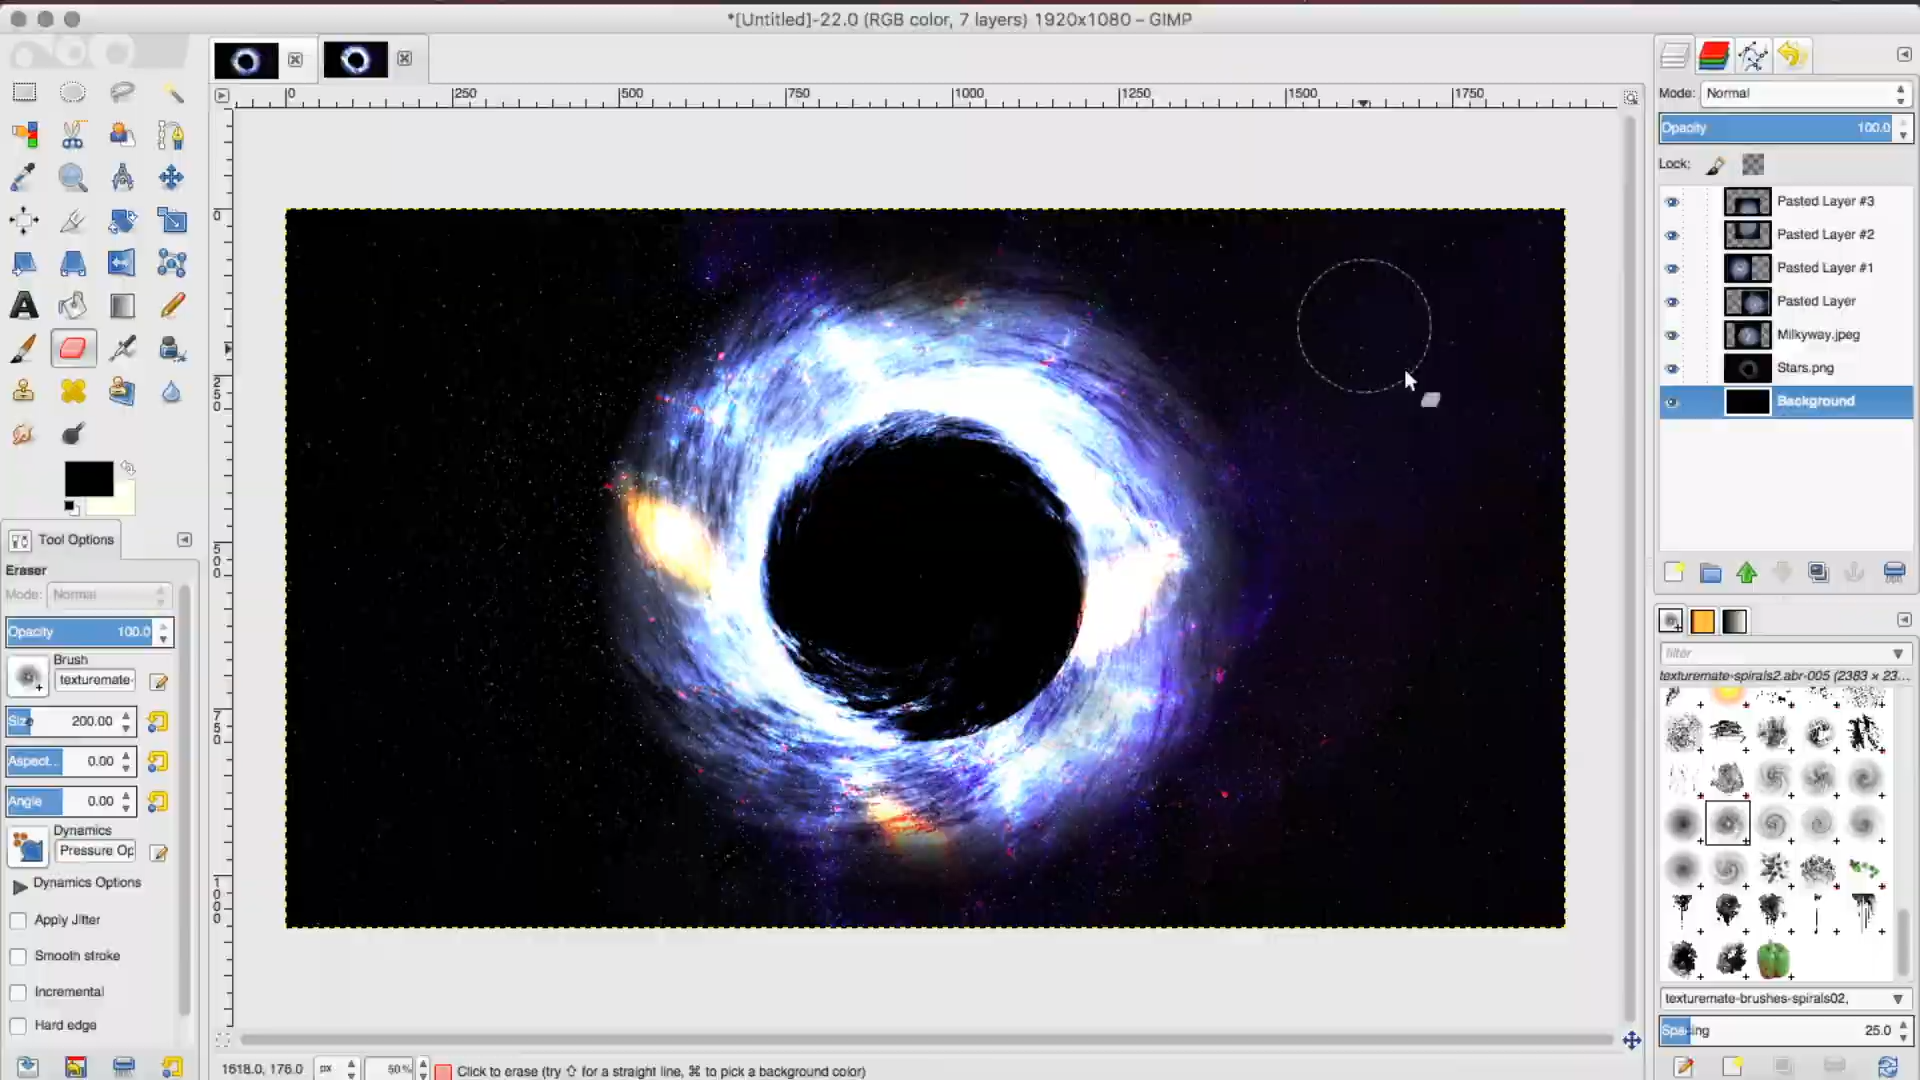 *[Untitled]-22.0 (RGB color, 7 layers) 1920x1080 – GIMP
0 250 500 750 1000 1250 1500 1750
0
250
500
750
1000
Mode: Normal
Opacity 100.0
Lock:
Pasted Layer #3
Pasted Layer #2
Pasted Layer #1
Pasted Layer
Milkyway.jpeg
Stars.png
Background
Tool Options
Eraser
Mode: Normal
Opacity 100.0
Brush
texturemate-
Size 200.00
Aspect... 0.00
Angle 0.00
Dynamics
Pressure Op
Dynamics Options
Apply Jitter
Smooth stroke
Incremental
Hard edge
filter
texturemate-spirals2.abr-005 (2383 × 23...
texturemate-brushes-spirals02,
Spacing 25.0
1618.0, 176.0 px 50% Click to erase (try ⇧ for a straight line, ⌘ to pick a background color)